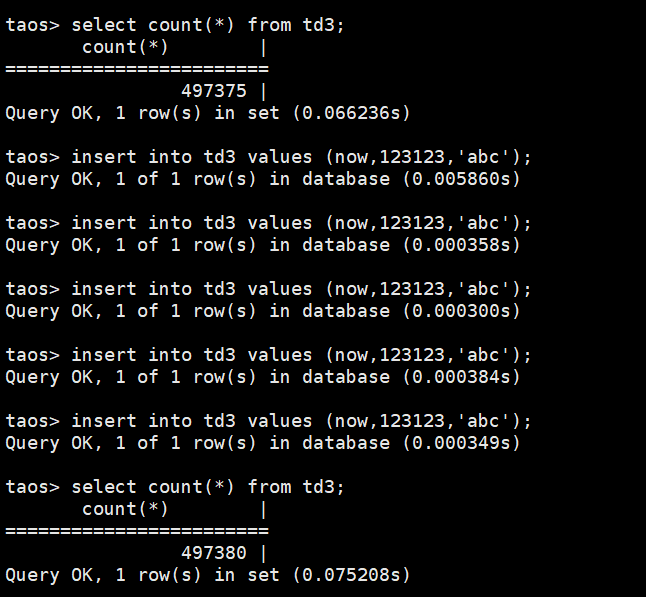 taos> select count(*) from td3;
count(*) |
========================
497375 |
Query OK, 1 row(s) in set (0.066236s)
taos> insert into td3 values (now,123123,'abc');
Query OK, 1 of 1 row(s) in database (0.005860s)
taos> insert into td3 values (now,123123,'abc');
Query OK, 1 of 1 row(s) in database (0.000358s)
taos> insert into td3 values (now,123123,'abc');
Query OK, 1 of 1 row(s) in database (0.000300s)
taos> insert into td3 values (now,123123,'abc');
Query OK, 1 of 1 row(s) in database (0.000384s)
taos> insert into td3 values (now,123123,'abc');
Query OK, 1 of 1 row(s) in database (0.000349s)
taos> select count(*) from td3;
count(*) |
========================
497380 |
Query OK, 1 row(s) in set (0.075208s)